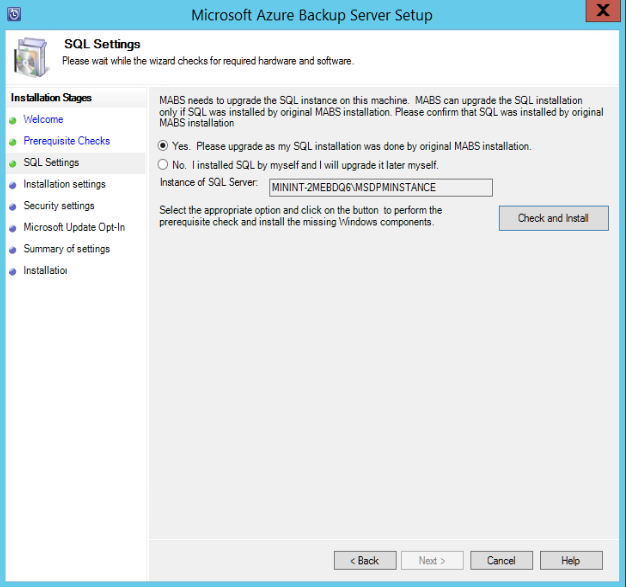 Microsoft Azure Backup Server Setup
X
SQL Settings
Please wait while the wizard checks for required hardware and software.
Installation Stages
Welcome
Prerequisite Checks
SQL Settings
Installation settings
Security settings
Microsoft Update Opt-In
Summary of settings
Installation
MABS needs to upgrade the SQL instance on this machine. MABS can upgrade the SQL installation
only if SQL was installed by original MABS installation. Please confirm that SQL was installed by original
MABS installation
Yes. Please upgrade as my SQL installation was done by original MABS installation.
No. I installed SQL by myself and I will upgrade it later myself.
Instance of SQL Server: MININT-2MEBDQ6\MSDPMINSTANCE
Select the appropriate option and click on the button to perform the
prerequisite check and install the missing Windows components.
Check and Install
< Back
Next >
Cancel
Help